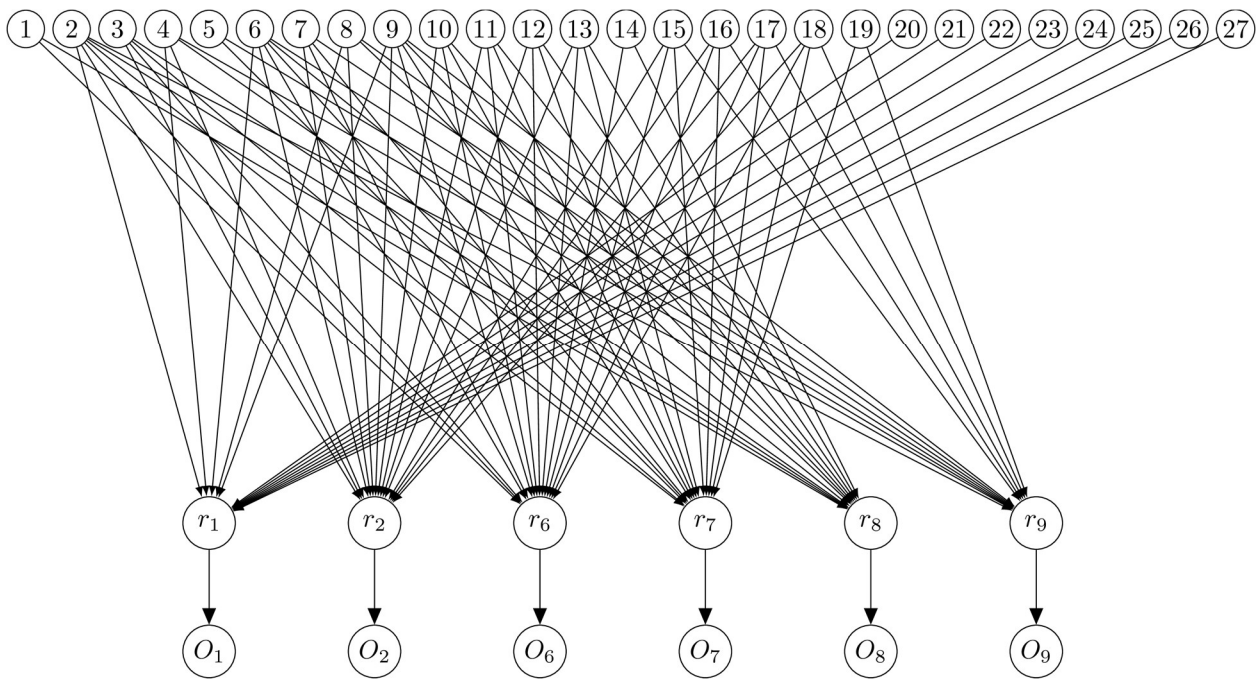 1 2 3 4 5 6 7 8 9 10 11 12 13 14 15 16 17 18 19 20 21 22 23 24 25 26 27
r₁ r₂ r₆ r₇ r₈ r₉
O₁ O₂ O₆ O₇ O₈ O₉